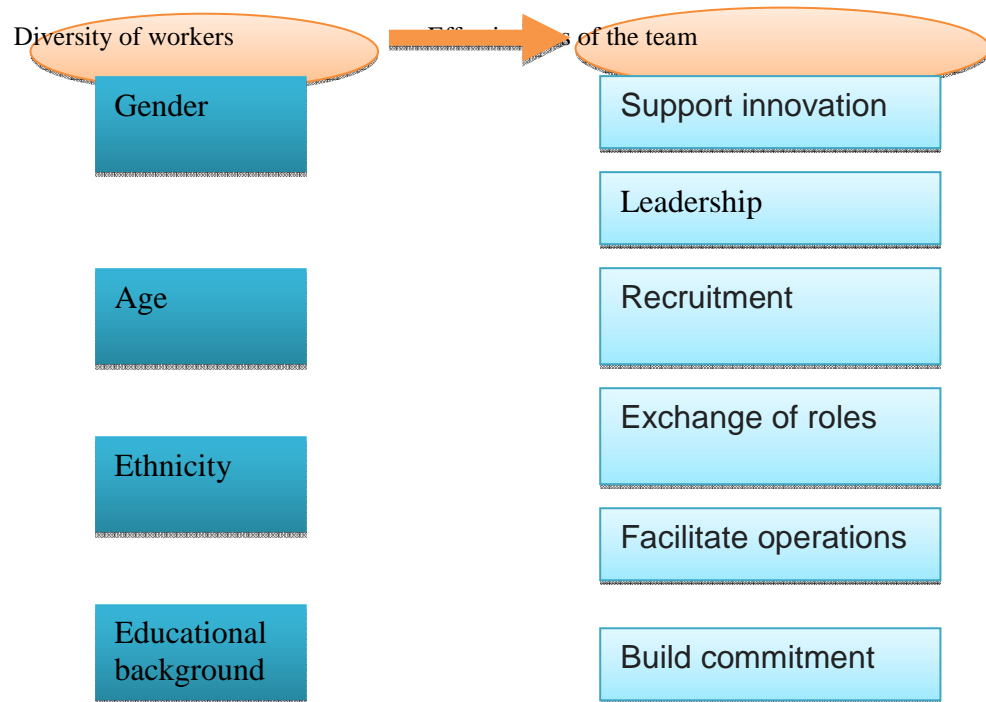 Diversity of workers
of the team
Gender
Age
Ethnicity
Educational
background
Support innovation
Leadership
Recruitment
Exchange of roles
Facilitate operations
Build commitment